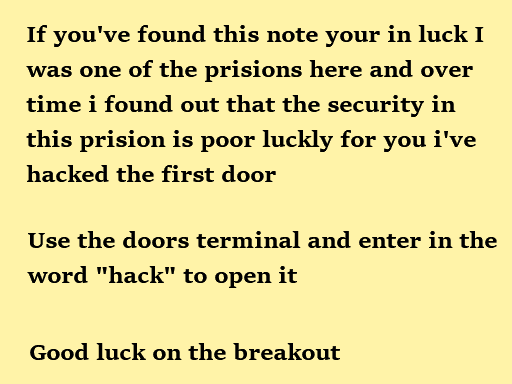 If you've found this note your in luck I
was one of the prisions here and over
time i found out that the security in
this prision is poor luckly for you i've
hacked the first door
Use the doors terminal and enter in the
word "hack" to open it
Good luck on the breakout